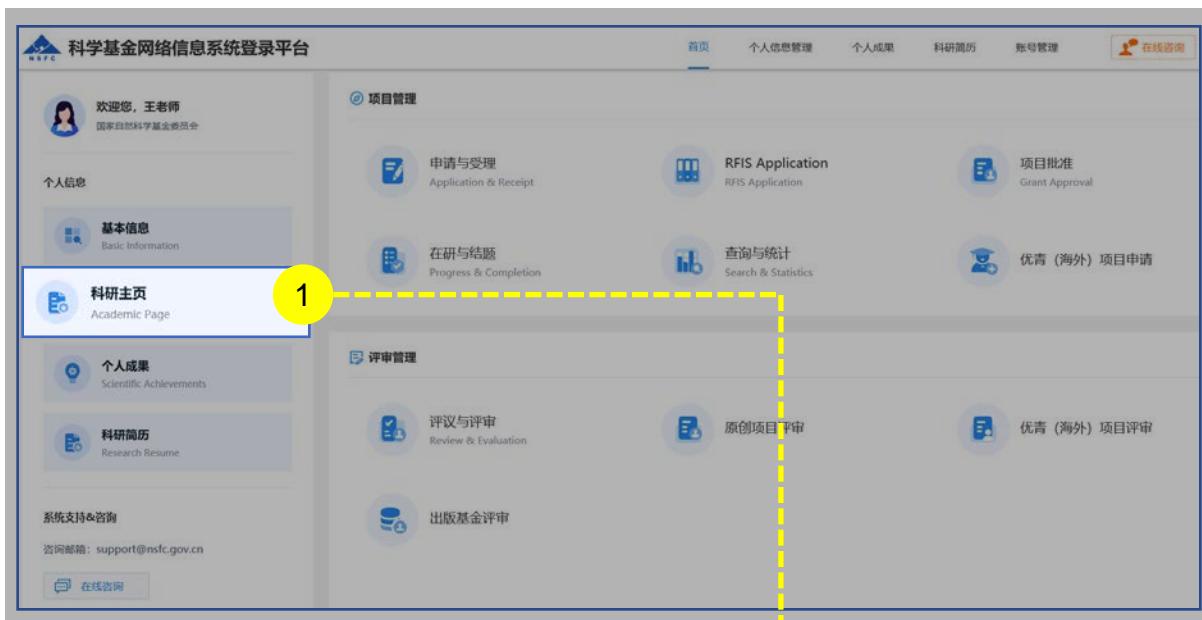 NSFC
科学基金网络信息系统登录平台
首页 个人信息管理 个人成果 科研简历 账号管理 在线咨询
欢迎您，王老师
国家自然科学基金委员会
个人信息
基本信息
Basic Information
科研主页
Academic Page
1
个人成果
Scientific Achievements
科研简历
Research Resume
系统支持&咨询
咨询邮箱：support@nsfc.gov.cn
在线咨询
项目管理
申请与受理
Application & Receipt
RFIS Application
RFIS Application
项目批准
Grant Approval
在研与结题
Progress & Completion
查询与统计
Search & Statistics
优青（海外）项目申请
评审管理
评议与评审
Review & Evaluation
原创项目评审
优青（海外）项目评审
出版基金评审